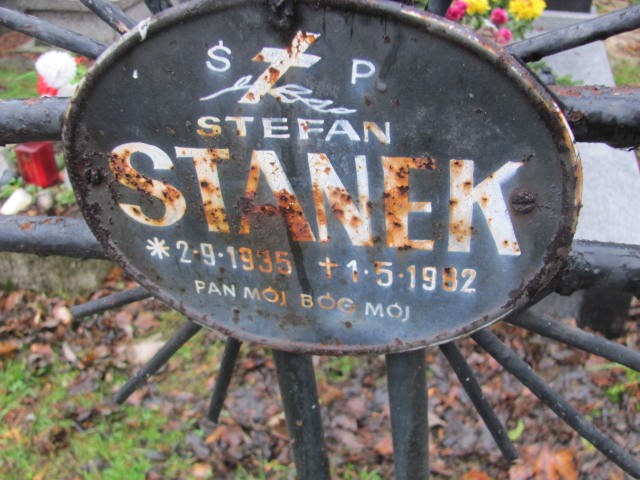 Ś P
STEFAN
STANEK
*2·9·1935 +1·5·1982
PAN MÓJ BÓG MÓJ